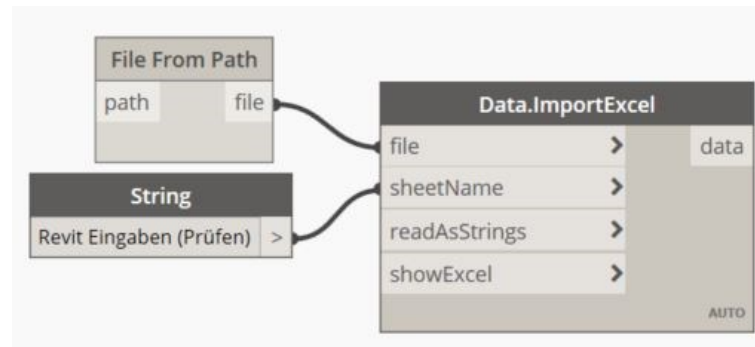 File From Path
path file
String
Revit Eingaben (Prüfen) >
Data.ImportExcel
file >
data
sheetName >
readAsStrings >
showExcel >
AUTO